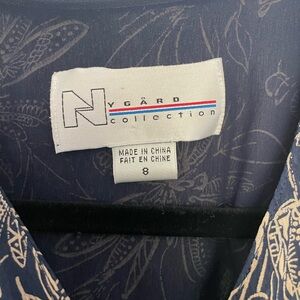 NYGÅRD
collection
MADE IN CHINA
FAIT EN CHINE
8